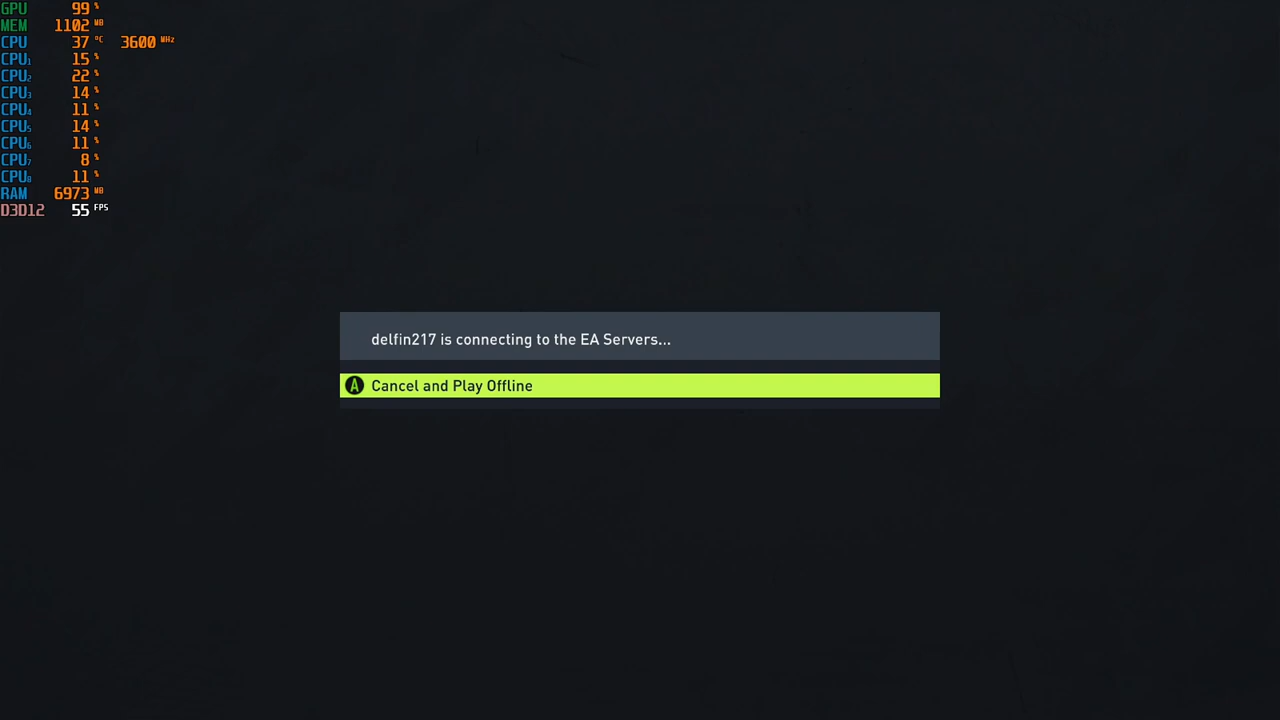 GPU 99 %
MEM 1102 MB
CPU 37 °C 3600 MHz
CPU1 15 %
CPU2 22 %
CPU3 14 %
CPU4 11 %
CPU5 14 %
CPU6 11 %
CPU7 8 %
CPU8 11 %
RAM 6973 MB
D3D12 55 FPS
delfin217 is connecting to the EA Servers...
A Cancel and Play Offline